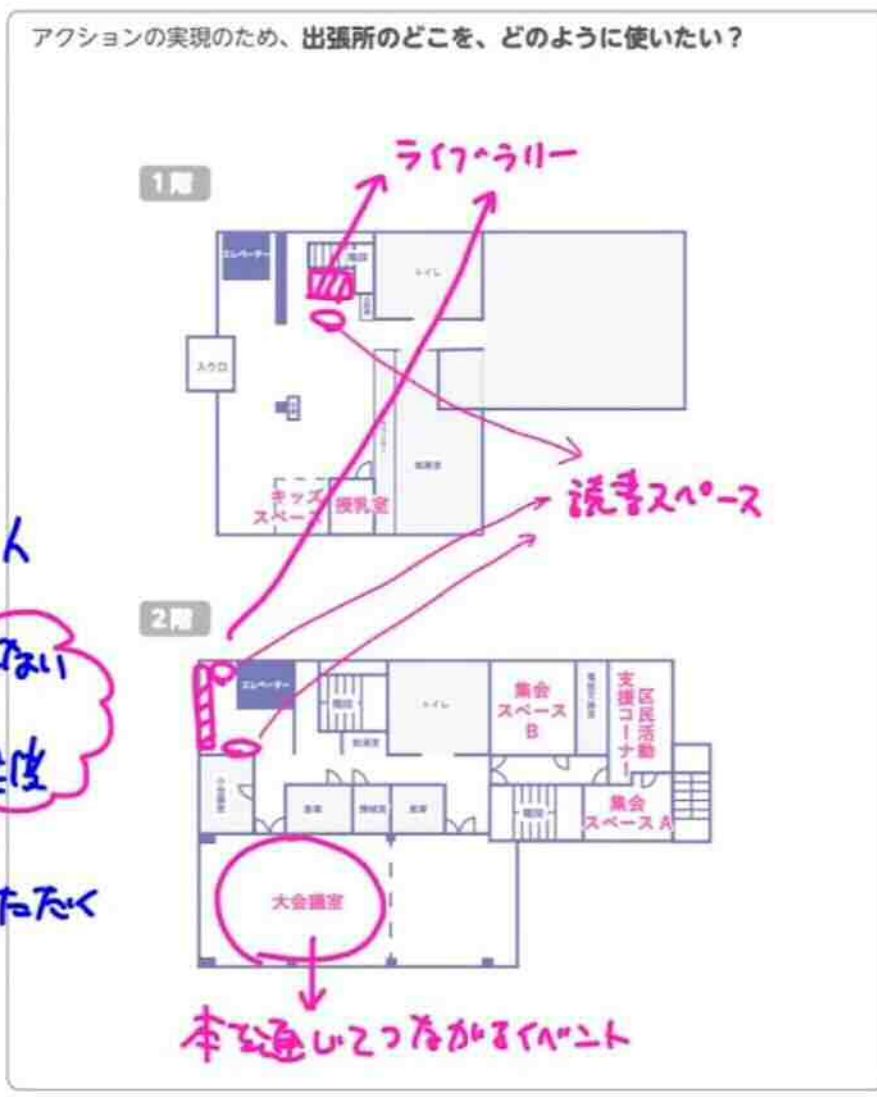 アクションの実現のため、出張所のどこを、どのように使いたい？
ライブラリー
1階
エレベーター
階段
トイレ
入口
キッズ
スペース
授乳室
読書スペース
人
ない
2階
エレベーター
階段
トイレ
集会
スペース
B
区民活動
支援コーナー
階段
集会
スペースA
ただく
大会議室
本を通じてつながるイベント